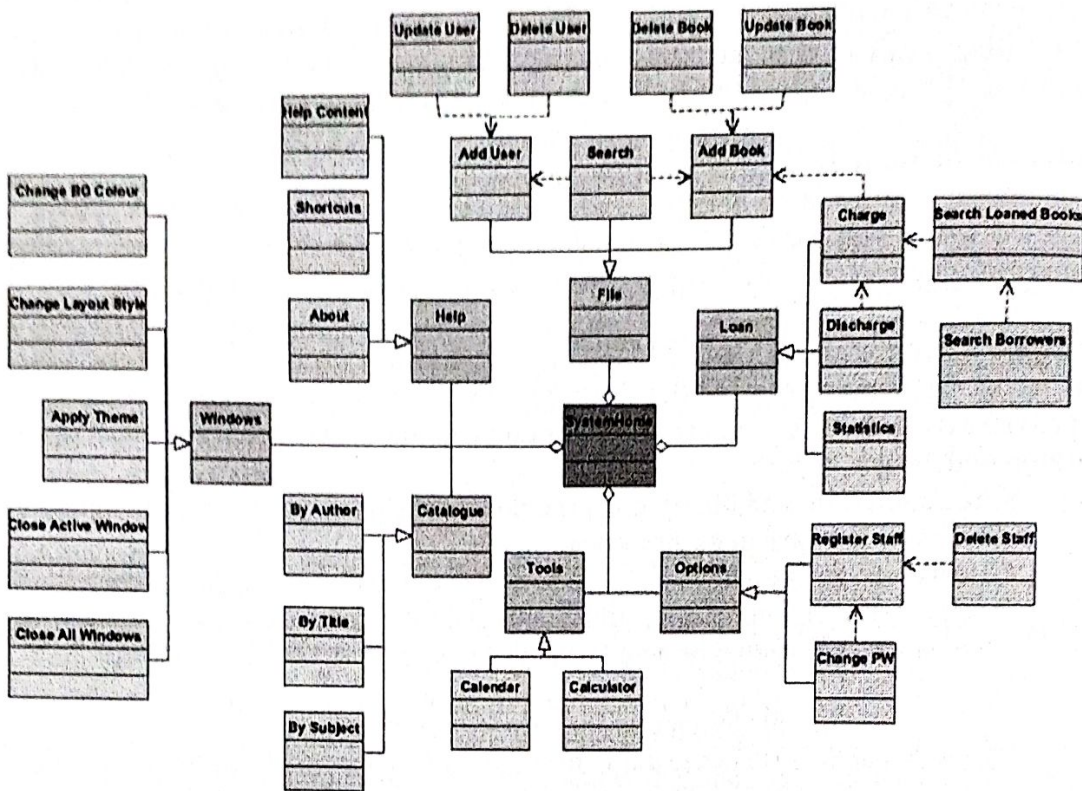 Update User
Delete User
Delete Book
Update Book
Help Content
Add User
Search
Add Book
Change BG Colour
Shortcuts
Charge
Search Loaned Books
File
Change Layout Style
About
Help
Loan
Discharge
Search Borrowers
Apply Theme
Windows
SystemHome
Statistics
By Author
Catalogue
Close Active Window
Register Staff
Delete Staff
Tools
Options
By Title
Close All Windows
Change PW
Calendar
Calculator
By Subject